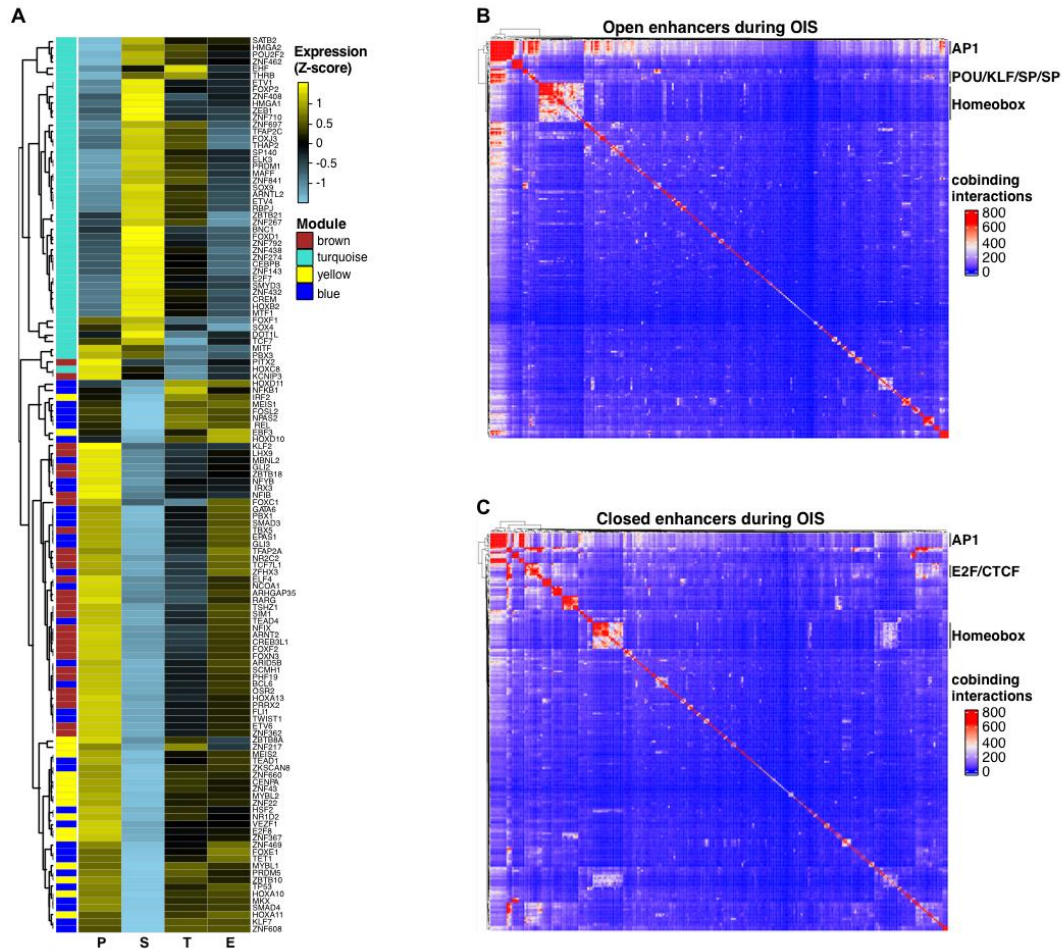 A
SATB2
HMGA2
POU2F2
ZNF462
EHF
THRB
ETV1
FOXP2
ZNF408
HMGA1
ZEB1
ZNF710
ZNF697
TFAP2C
FOXJ3
THAP2
SP140
ELK3
PRDM1
MAFF
ZNF841
SOX9
ARNTL2
ETV4
RBPJ
ZBTB21
ZNF267
BNC1
FOXD1
ZNF792
ZNF438
ZNF274
CEBPB
ZNF143
E2F7
SMYD3
ZNF432
CREM
HOXB2
MTF1
FOXF1
SOX4
DOT1L
TCF7
MITF
PBX3
PITX2
HOXC8
KCNIP3
HOXD11
NFKB1
IRF2
MEIS1
FOSL2
NPAS2
REL
EBF3
HOXD10
KLF2
LHX9
MBNL2
GLI2
ZBTB18
NFYB
IRX3
NFIB
FOXC1
GATA6
PBX1
SMAD3
TBX5
EPAS1
GLI3
TFAP2A
NR2C2
TCF7L1
ZFHX3
ELF4
NCOA1
ARHGAP35
RARG
TSHZ1
SIM1
TEAD4
NFIX
ARNT2
CREB3L1
FOXF2
FOXN3
ARID5B
SCMH1
PHF19
BCL6
OSR2
HOXA13
PRRX2
FLI1
TWIST1
ETV6
ZNF362
ZBTB8A
ZNF217
MEIS2
TEAD1
ZKSCAN8
ZNF660
CENPA
ZNF43
MYBL2
ZNF22
HSF2
NR1D2
VEZF1
E2F8
ZNF367
ZNF469
FOXE1
TET1
MYBL1
PRDM5
ZBTB10
TP53
HOXA10
MKX
SMAD4
HOXA11
KLF7
ZNF608
P S T E
Expression
(Z-score)
1
0.5
0
-0.5
-1
Module
brown
turquoise
yellow
blue
B
Open enhancers during OIS
AP1
POU/KLF/SP/SP
Homeobox
cobinding
interactions
800
600
400
200
0
C
Closed enhancers during OIS
AP1
E2F/CTCF
Homeobox
cobinding
interactions
800
600
400
200
0